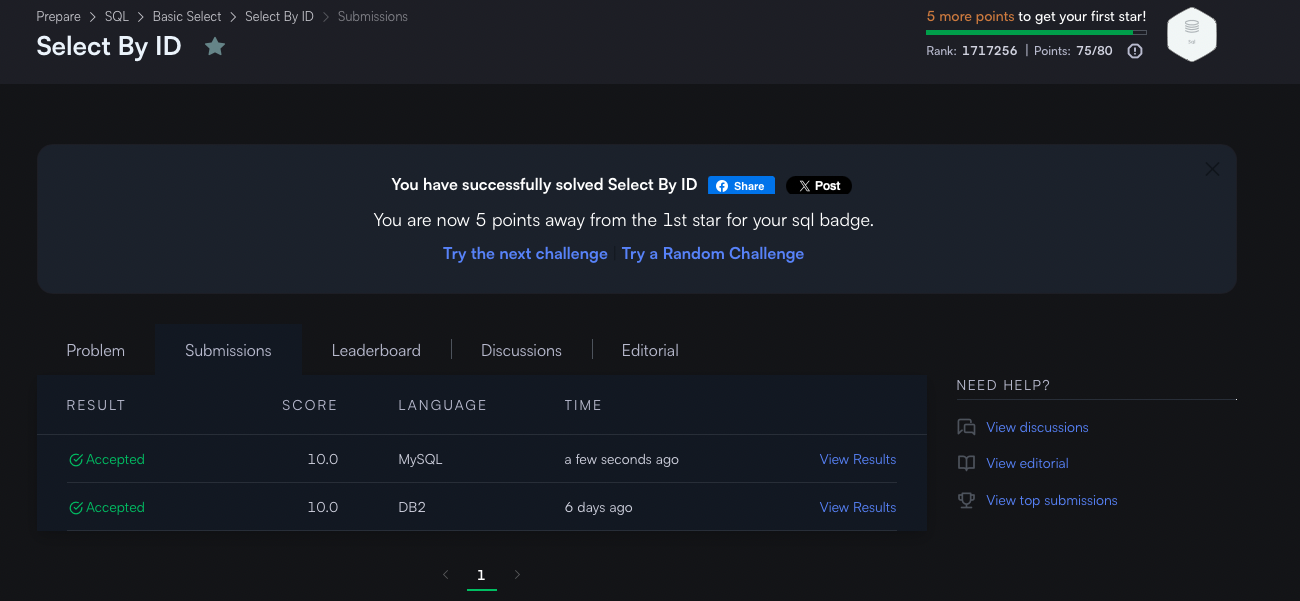 Prepare > SQL > Basic Select > Select By ID > Submissions
Select By ID
5 more points to get your first star!
Rank: 1717256 | Points: 75/80
You have successfully solved Select By ID Share Post
You are now 5 points away from the 1st star for your sql badge.
Try the next challenge Try a Random Challenge
Problem Submissions Leaderboard Discussions Editorial
RESULT SCORE LANGUAGE TIME
Accepted 10.0 MySQL a few seconds ago View Results
Accepted 10.0 DB2 6 days ago View Results
1
NEED HELP?
View discussions
View editorial
View top submissions